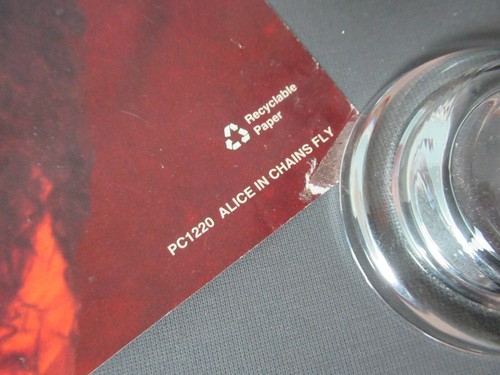 Recyclable
Paper
PC1220 ALICE IN CHAINS FLY